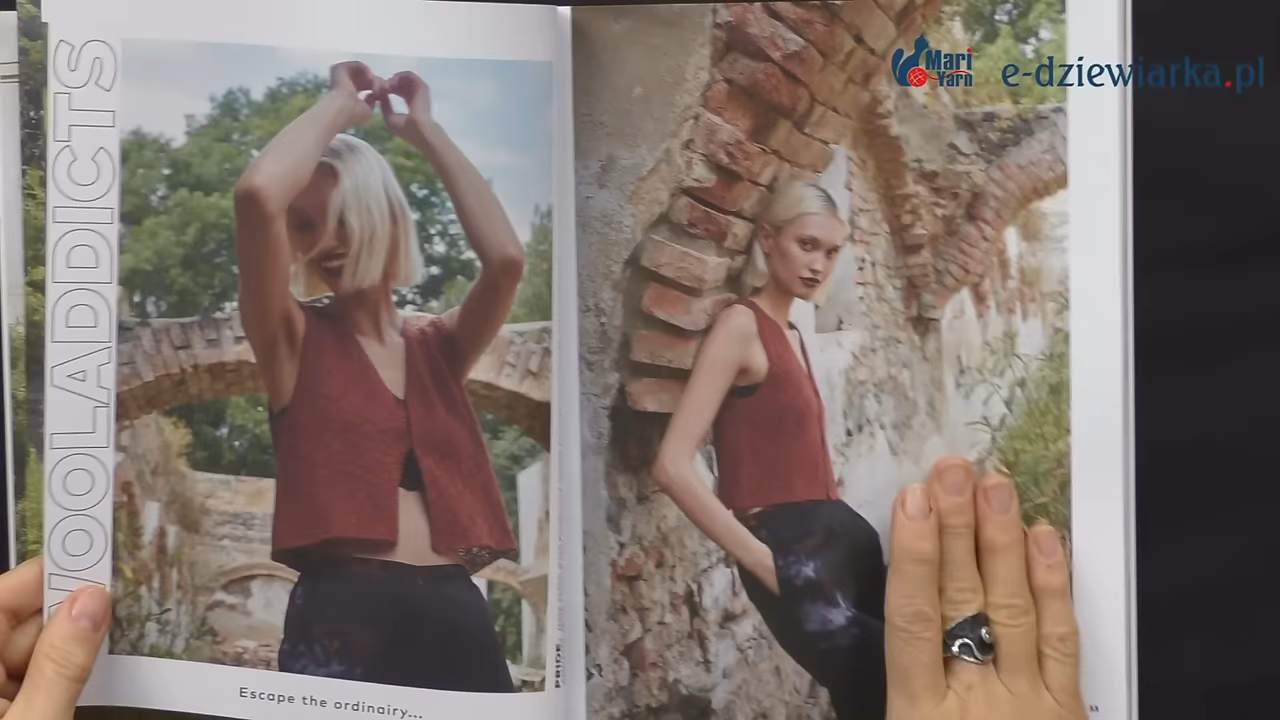 WOOLADDICTS
Mari
Yarn
e-dziewiarka.pl
PRIDE
Escape the ordinairy...